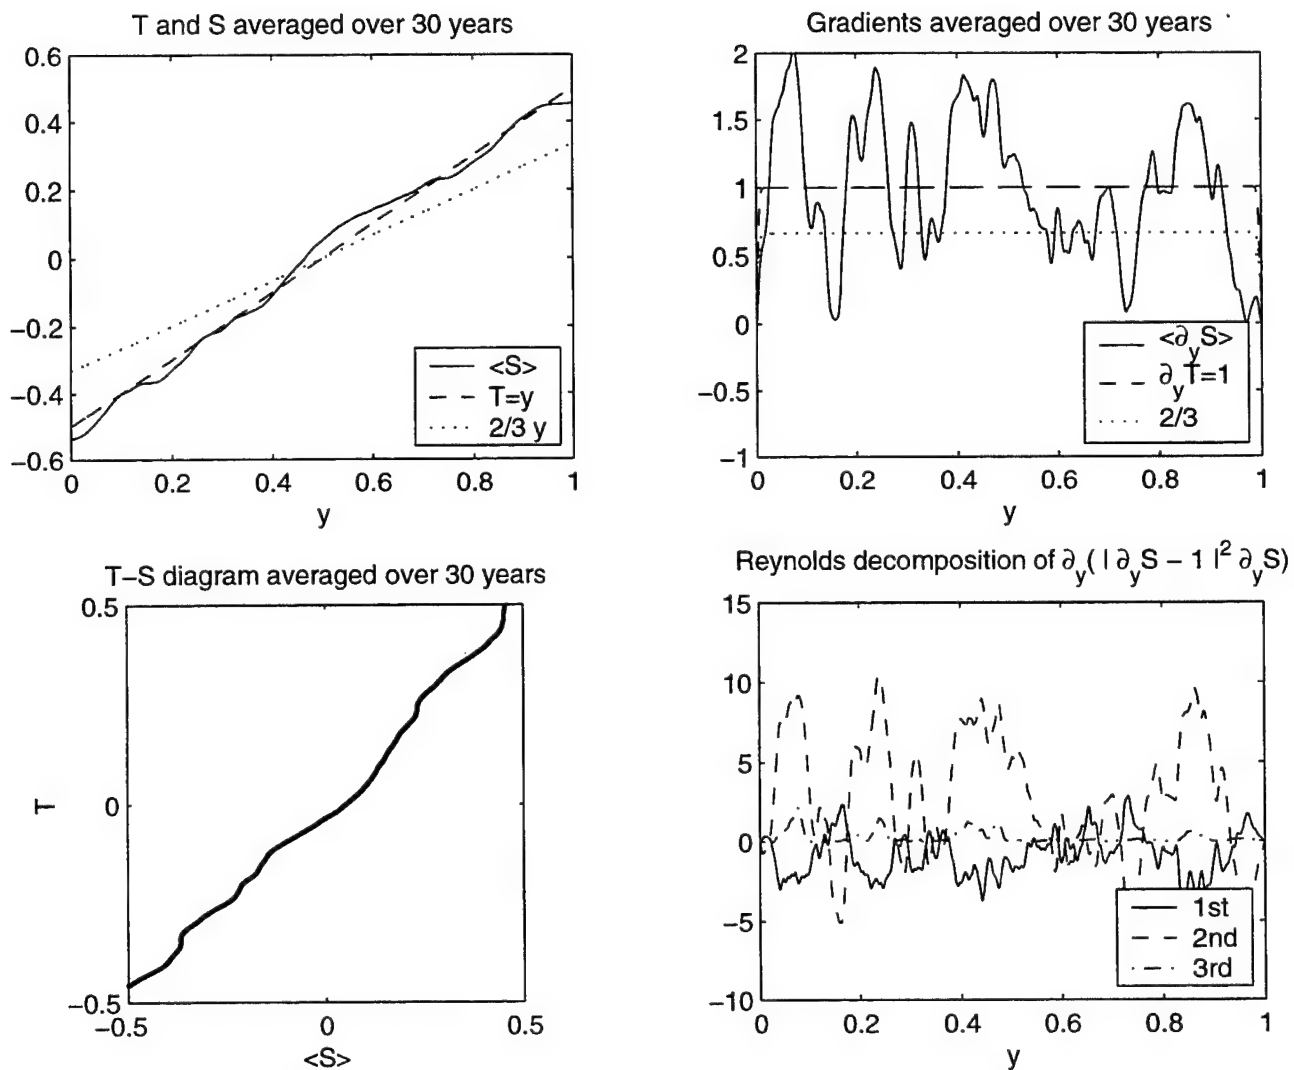 T and S averaged over 30 years
0.6
0.4
0.2
0
−0.2
−0.4
−0.6
0 0.2 0.4 0.6 0.8 1
y
<S>
T=y
2/3 y
Gradients averaged over 30 years
2
1.5
1
0.5
0
−0.5
−1
0 0.2 0.4 0.6 0.8 1
y
<∂yS>
∂yT=1
2/3
T−S diagram averaged over 30 years
0.5
0
−0.5
T
−0.5 0 0.5
<S>
Reynolds decomposition of ∂y( | ∂yS − 1 |² ∂yS)
15
10
5
0
−5
−10
0 0.2 0.4 0.6 0.8 1
y
1st
2nd
3rd